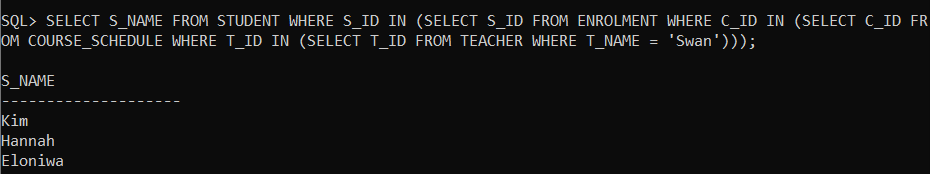 SQL> SELECT S_NAME FROM STUDENT WHERE S_ID IN (SELECT S_ID FROM ENROLMENT WHERE C_ID IN (SELECT C_ID FR
OM COURSE_SCHEDULE WHERE T_ID IN (SELECT T_ID FROM TEACHER WHERE T_NAME = 'Swan')));
S_NAME
--------------------
Kim
Hannah
Eloniwa